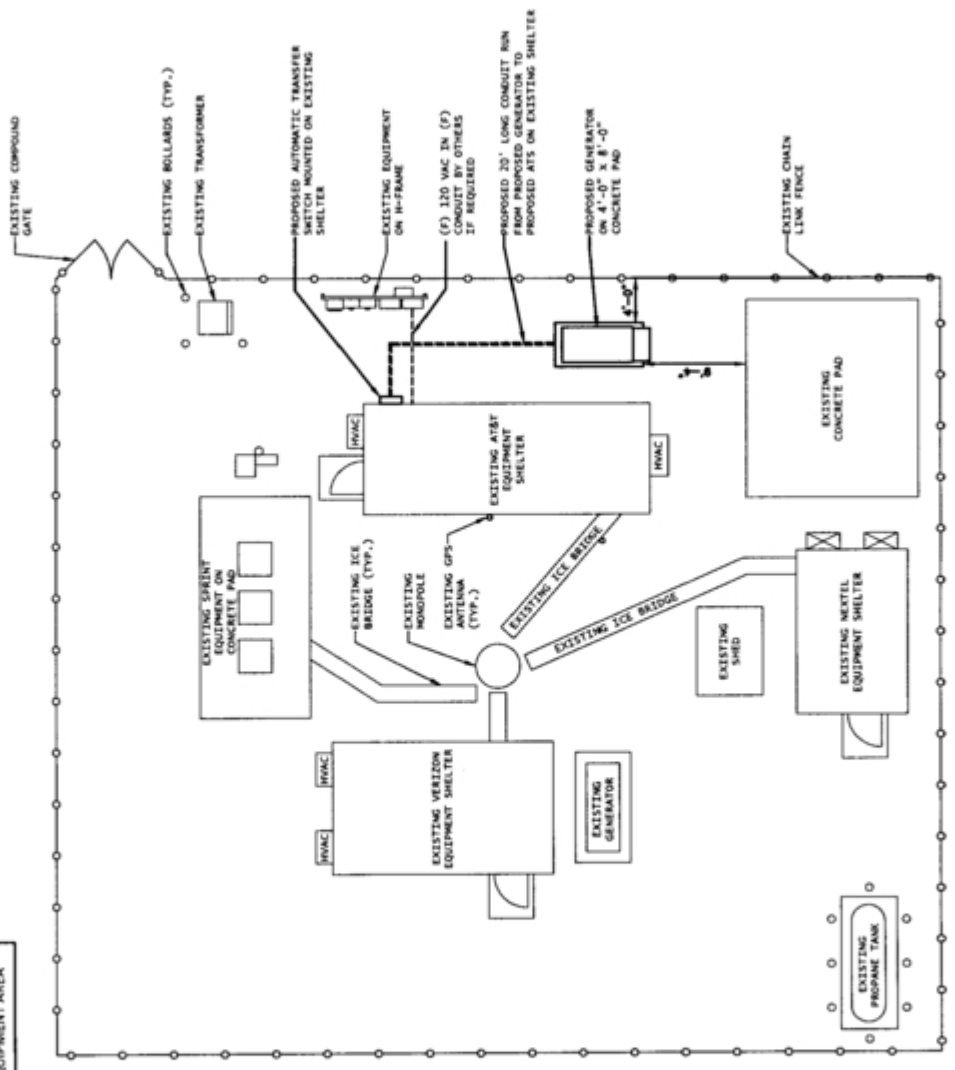 EXISTING COMPOUND
GATE
EXISTING BOLLARDS (TYP.)
EXISTING TRANSFORMER
PROPOSED AUTOMATIC TRANSFER
SWITCH MOUNTED ON EXISTING
SHELTER
EXISTING EQUIPMENT
ON H-FRAME
(F) 120 VAC IN (F)
CONDUIT BY OTHERS
IF REQUIRED
PROPOSED 20' LONG CONDUIT RUN
FROM PROPOSED GENERATOR TO
PROPOSED ATS ON EXISTING SHELTER
PROPOSED GENERATOR
ON 4'-0" X 8'-0"
CONCRETE PAD
EXISTING CHAIN
LINK FENCE
4'-0"
EXISTING
CONCRETE PAD
HVAC
EXISTING AT&T
EQUIPMENT
SHELTER
HVAC
EXISTING SPRINT
EQUIPMENT ON
CONCRETE PAD
EXISTING ICE
BRIDGE (TYP.)
EXISTING
MONOPOLE
EXISTING GPS
ANTENNA
(TYP.)
EXISTING ICE BRIDGE
EXISTING ICE BRIDGE
EXISTING
SHED
EXISTING NEXTEL
EQUIPMENT SHELTER
HVAC
HVAC
EXISTING VERIZON
EQUIPMENT SHELTER
EXISTING
GENERATOR
EXISTING
PROPANE TANK